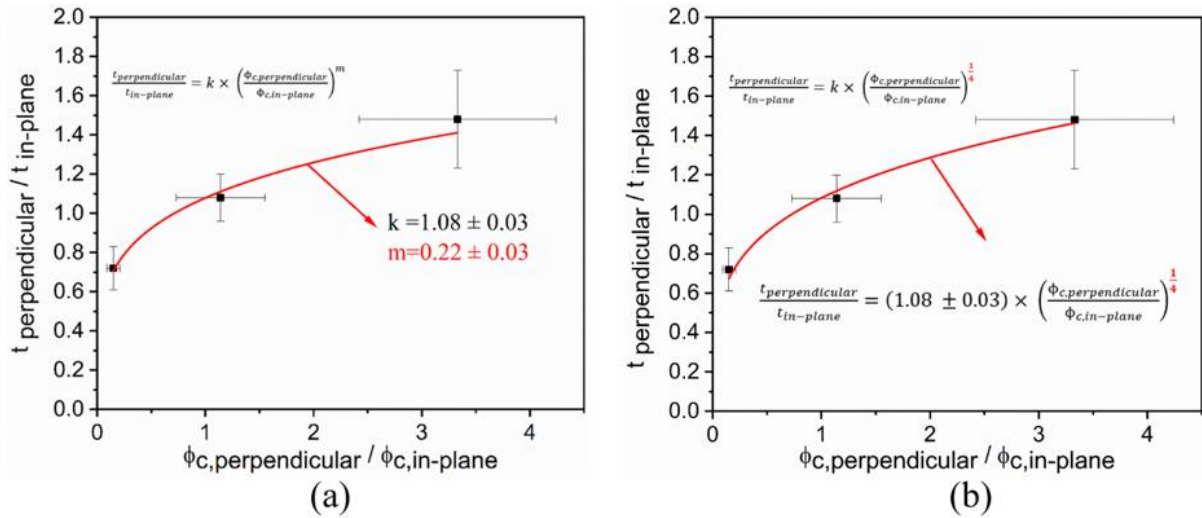 2.0
1.8
1.6
1.4
1.2
1.0
0.8
0.6
0.4
0.2
0.0
t perpendicular / t in-plane
t_perpendicular / t_in-plane = k × (ϕ_c,perpendicular / ϕ_c,in-plane)^m
k =1.08 ± 0.03
m=0.22 ± 0.03
0 1 2 3 4
ϕc,perpendicular / ϕc,in-plane
(a)
2.0
1.8
1.6
1.4
1.2
1.0
0.8
0.6
0.4
0.2
0.0
t perpendicular / t in-plane
t_perpendicular / t_in-plane = k × (ϕ_c,perpendicular / ϕ_c,in-plane)^1/4
t_perpendicular / t_in-plane = (1.08 ± 0.03) × (ϕ_c,perpendicular / ϕ_c,in-plane)^1/4
0 1 2 3 4
ϕc,perpendicular / ϕc,in-plane
(b)